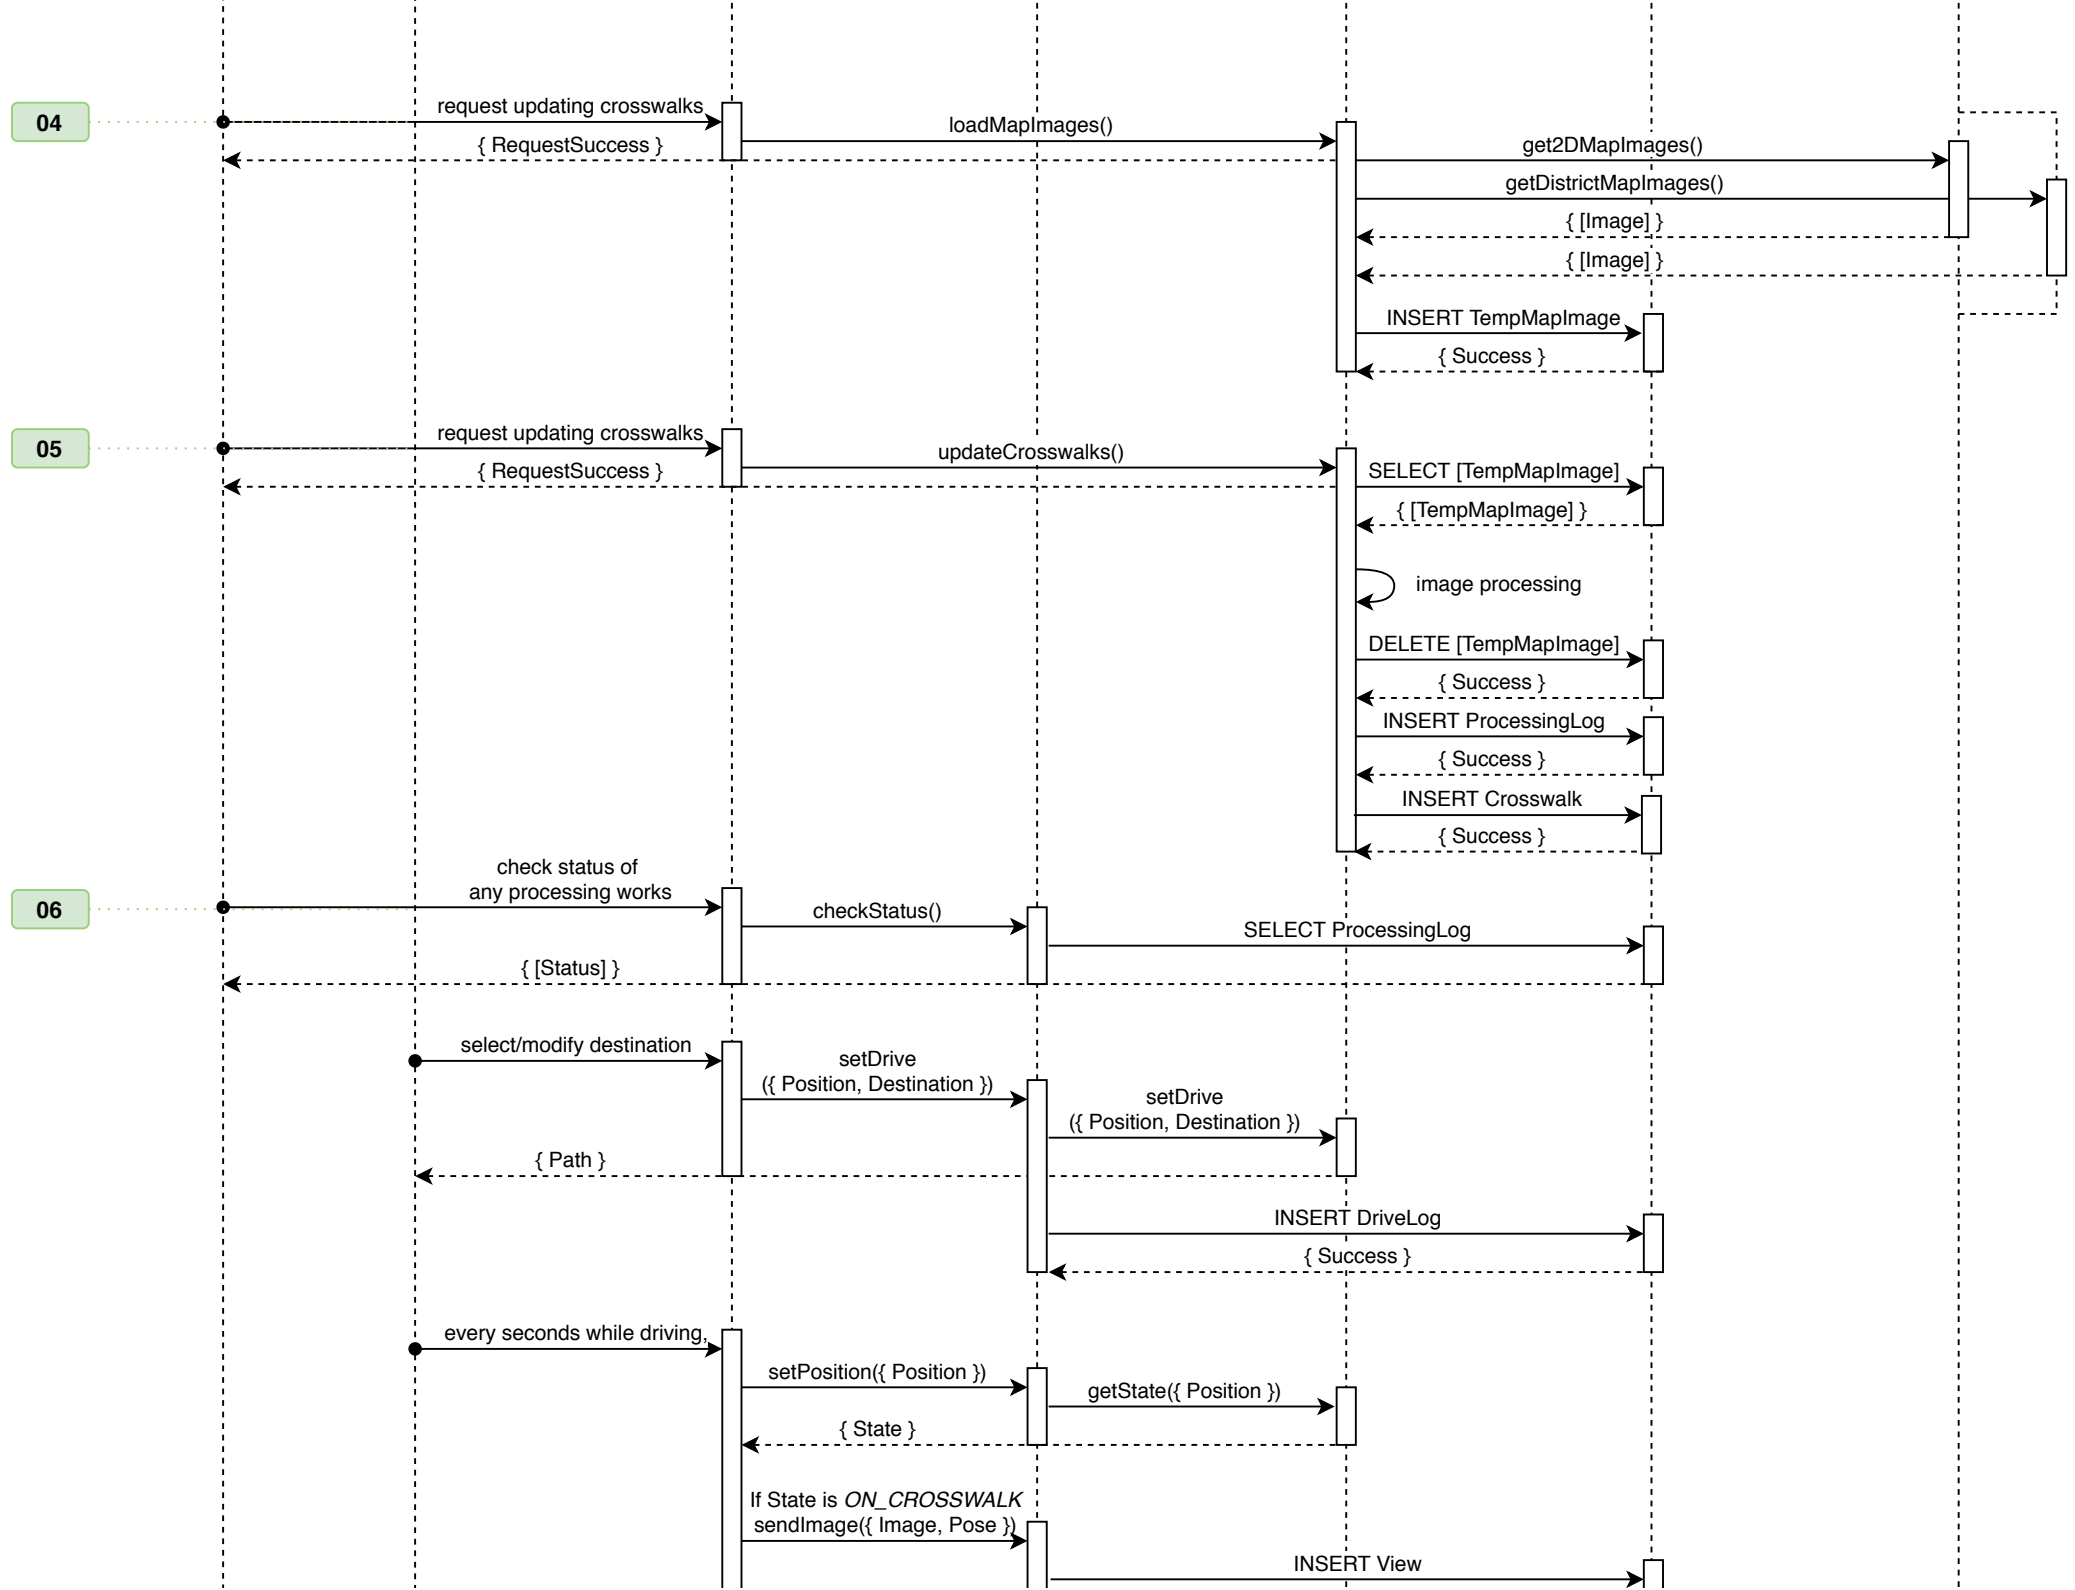 04
request updating crosswalks
{ RequestSuccess }
loadMapImages()
get2DMapImages()
getDistrictMapImages()
{ [Image] }
{ [Image] }
INSERT TempMapImage
{ Success }
05
request updating crosswalks
{ RequestSuccess }
updateCrosswalks()
SELECT [TempMapImage]
{ [TempMapImage] }
image processing
DELETE [TempMapImage]
{ Success }
INSERT ProcessingLog
{ Success }
INSERT Crosswalk
{ Success }
06
check status of
any processing works
checkStatus()
SELECT ProcessingLog
{ [Status] }
select/modify destination
setDrive
({ Position, Destination })
setDrive
({ Position, Destination })
{ Path }
INSERT DriveLog
{ Success }
every seconds while driving,
setPosition({ Position })
getState({ Position })
{ State }
If State is ON_CROSSWALK
sendImage({ Image, Pose })
INSERT View